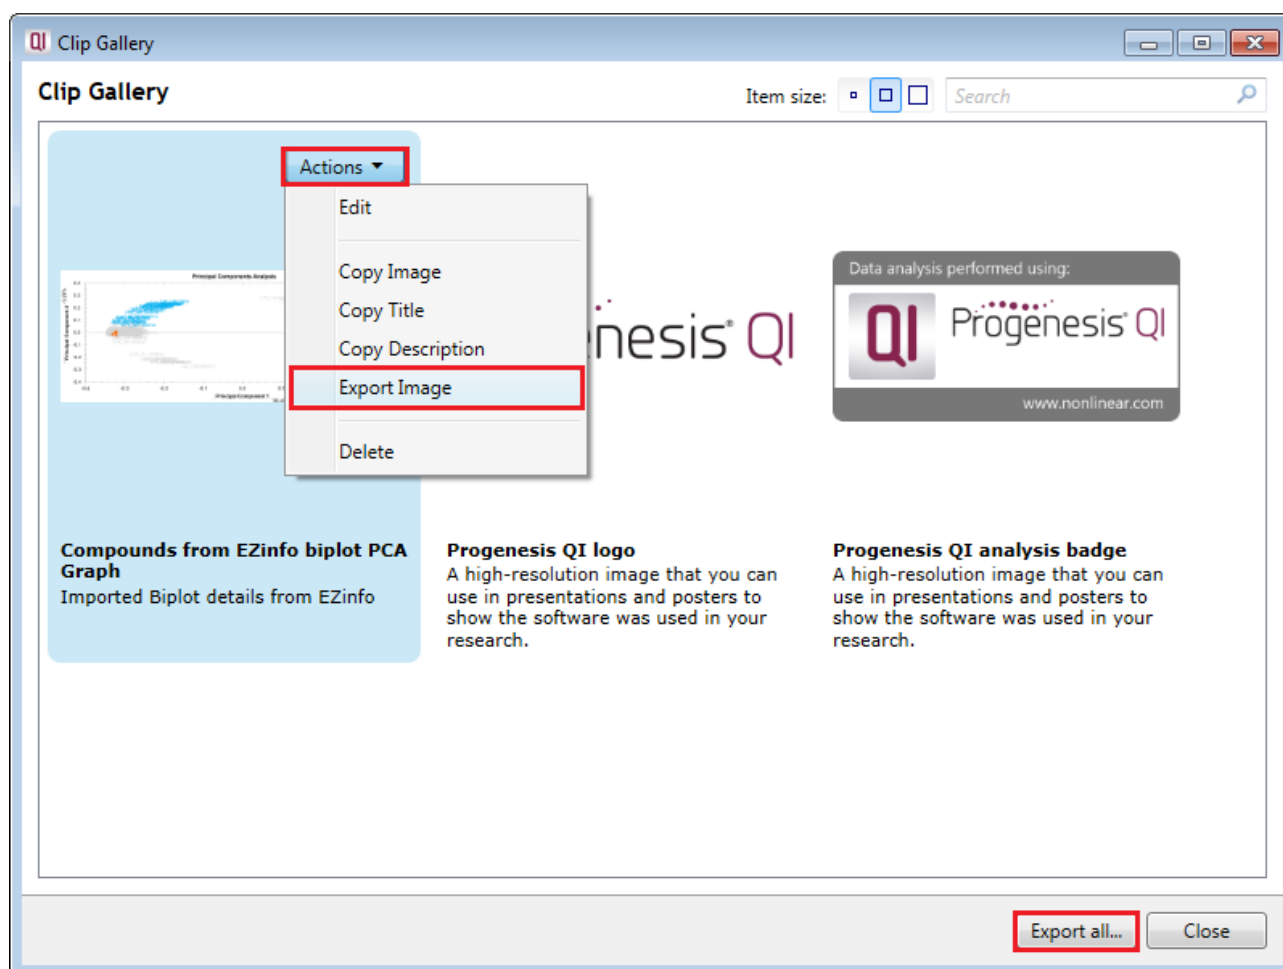 QI Clip Gallery
Clip Gallery
Item size:
Search
Actions
Edit
Copy Image
Copy Title
Copy Description
Export Image
Delete
Principal Components Analysis
nesis QI
Data analysis performed using:
QI Progenesis QI
www.nonlinear.com
Compounds from EZinfo biplot PCA
Graph
Imported Biplot details from EZinfo
Progenesis QI logo
A high-resolution image that you can
use in presentations and posters to
show the software was used in your
research.
Progenesis QI analysis badge
A high-resolution image that you can
use in presentations and posters to
show the software was used in your
research.
Export all...
Close